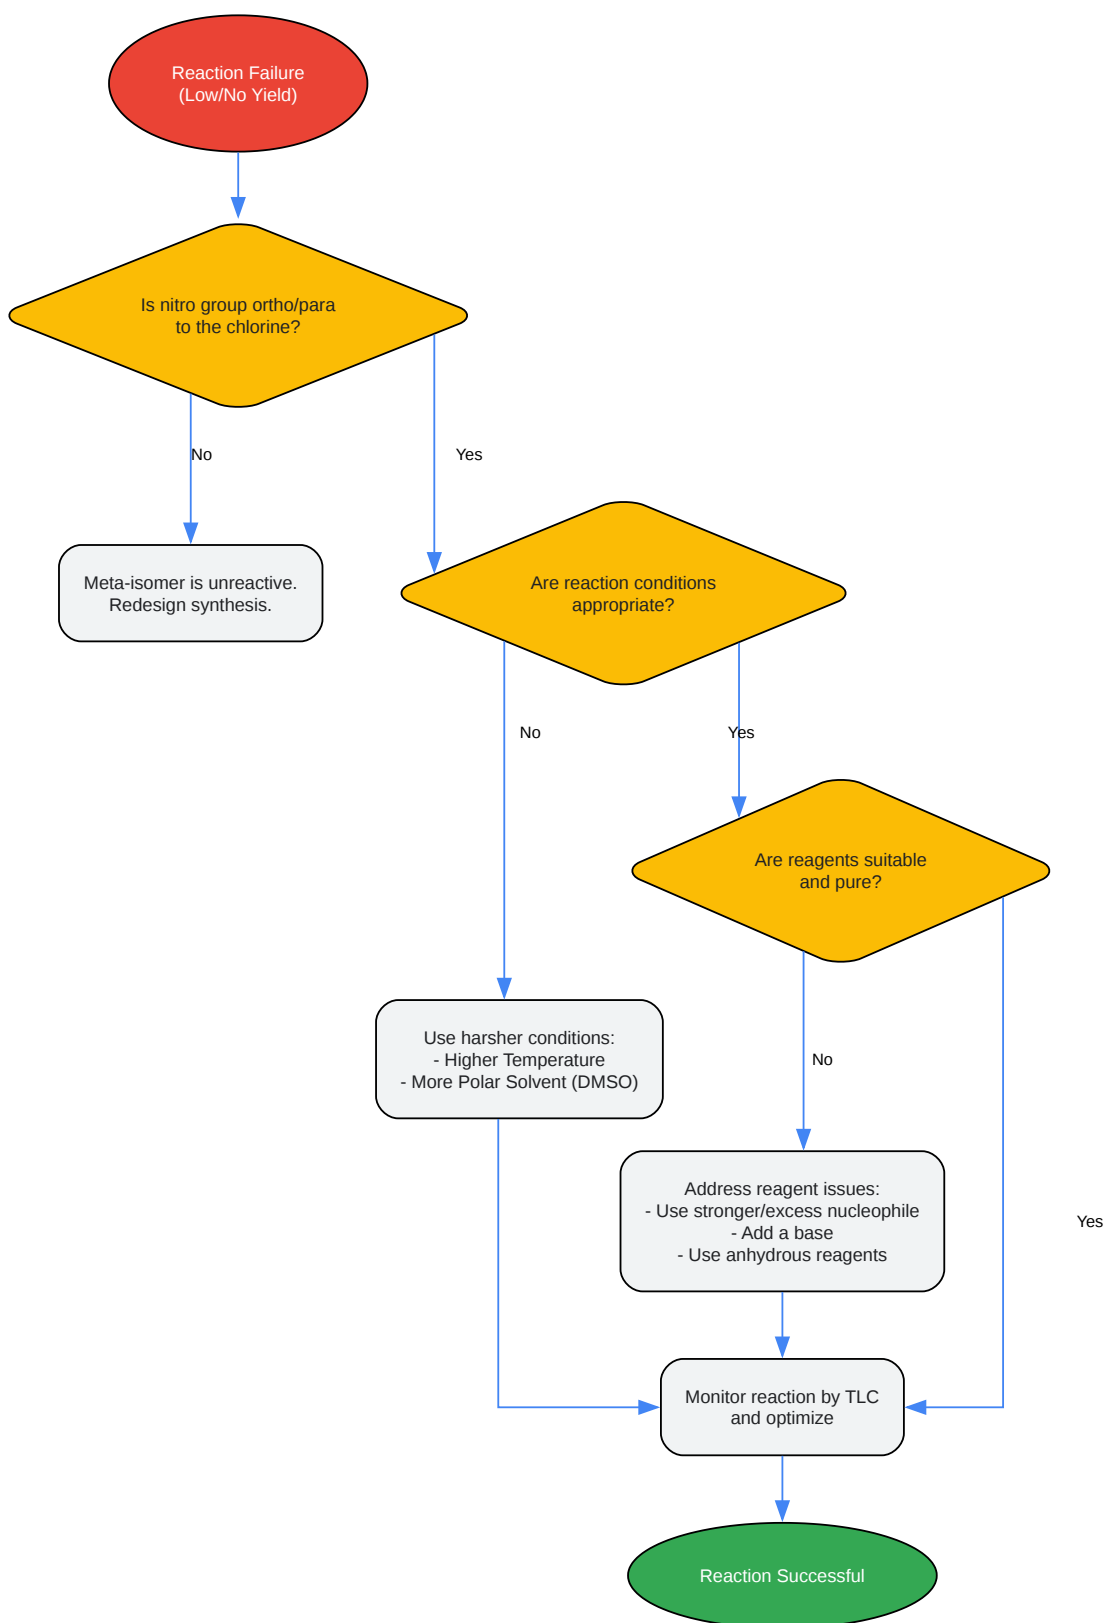 Reaction Failure
(Low/No Yield)
Is nitro group ortho/para
to the chlorine?
No
Yes
Meta-isomer is unreactive.
Redesign synthesis.
Are reaction conditions
appropriate?
No
Yes
Are reagents suitable
and pure?
Use harsher conditions:
- Higher Temperature
- More Polar Solvent (DMSO)
No
Address reagent issues:
- Use stronger/excess nucleophile
- Add a base
- Use anhydrous reagents
Yes
Monitor reaction by TLC
and optimize
Reaction Successful